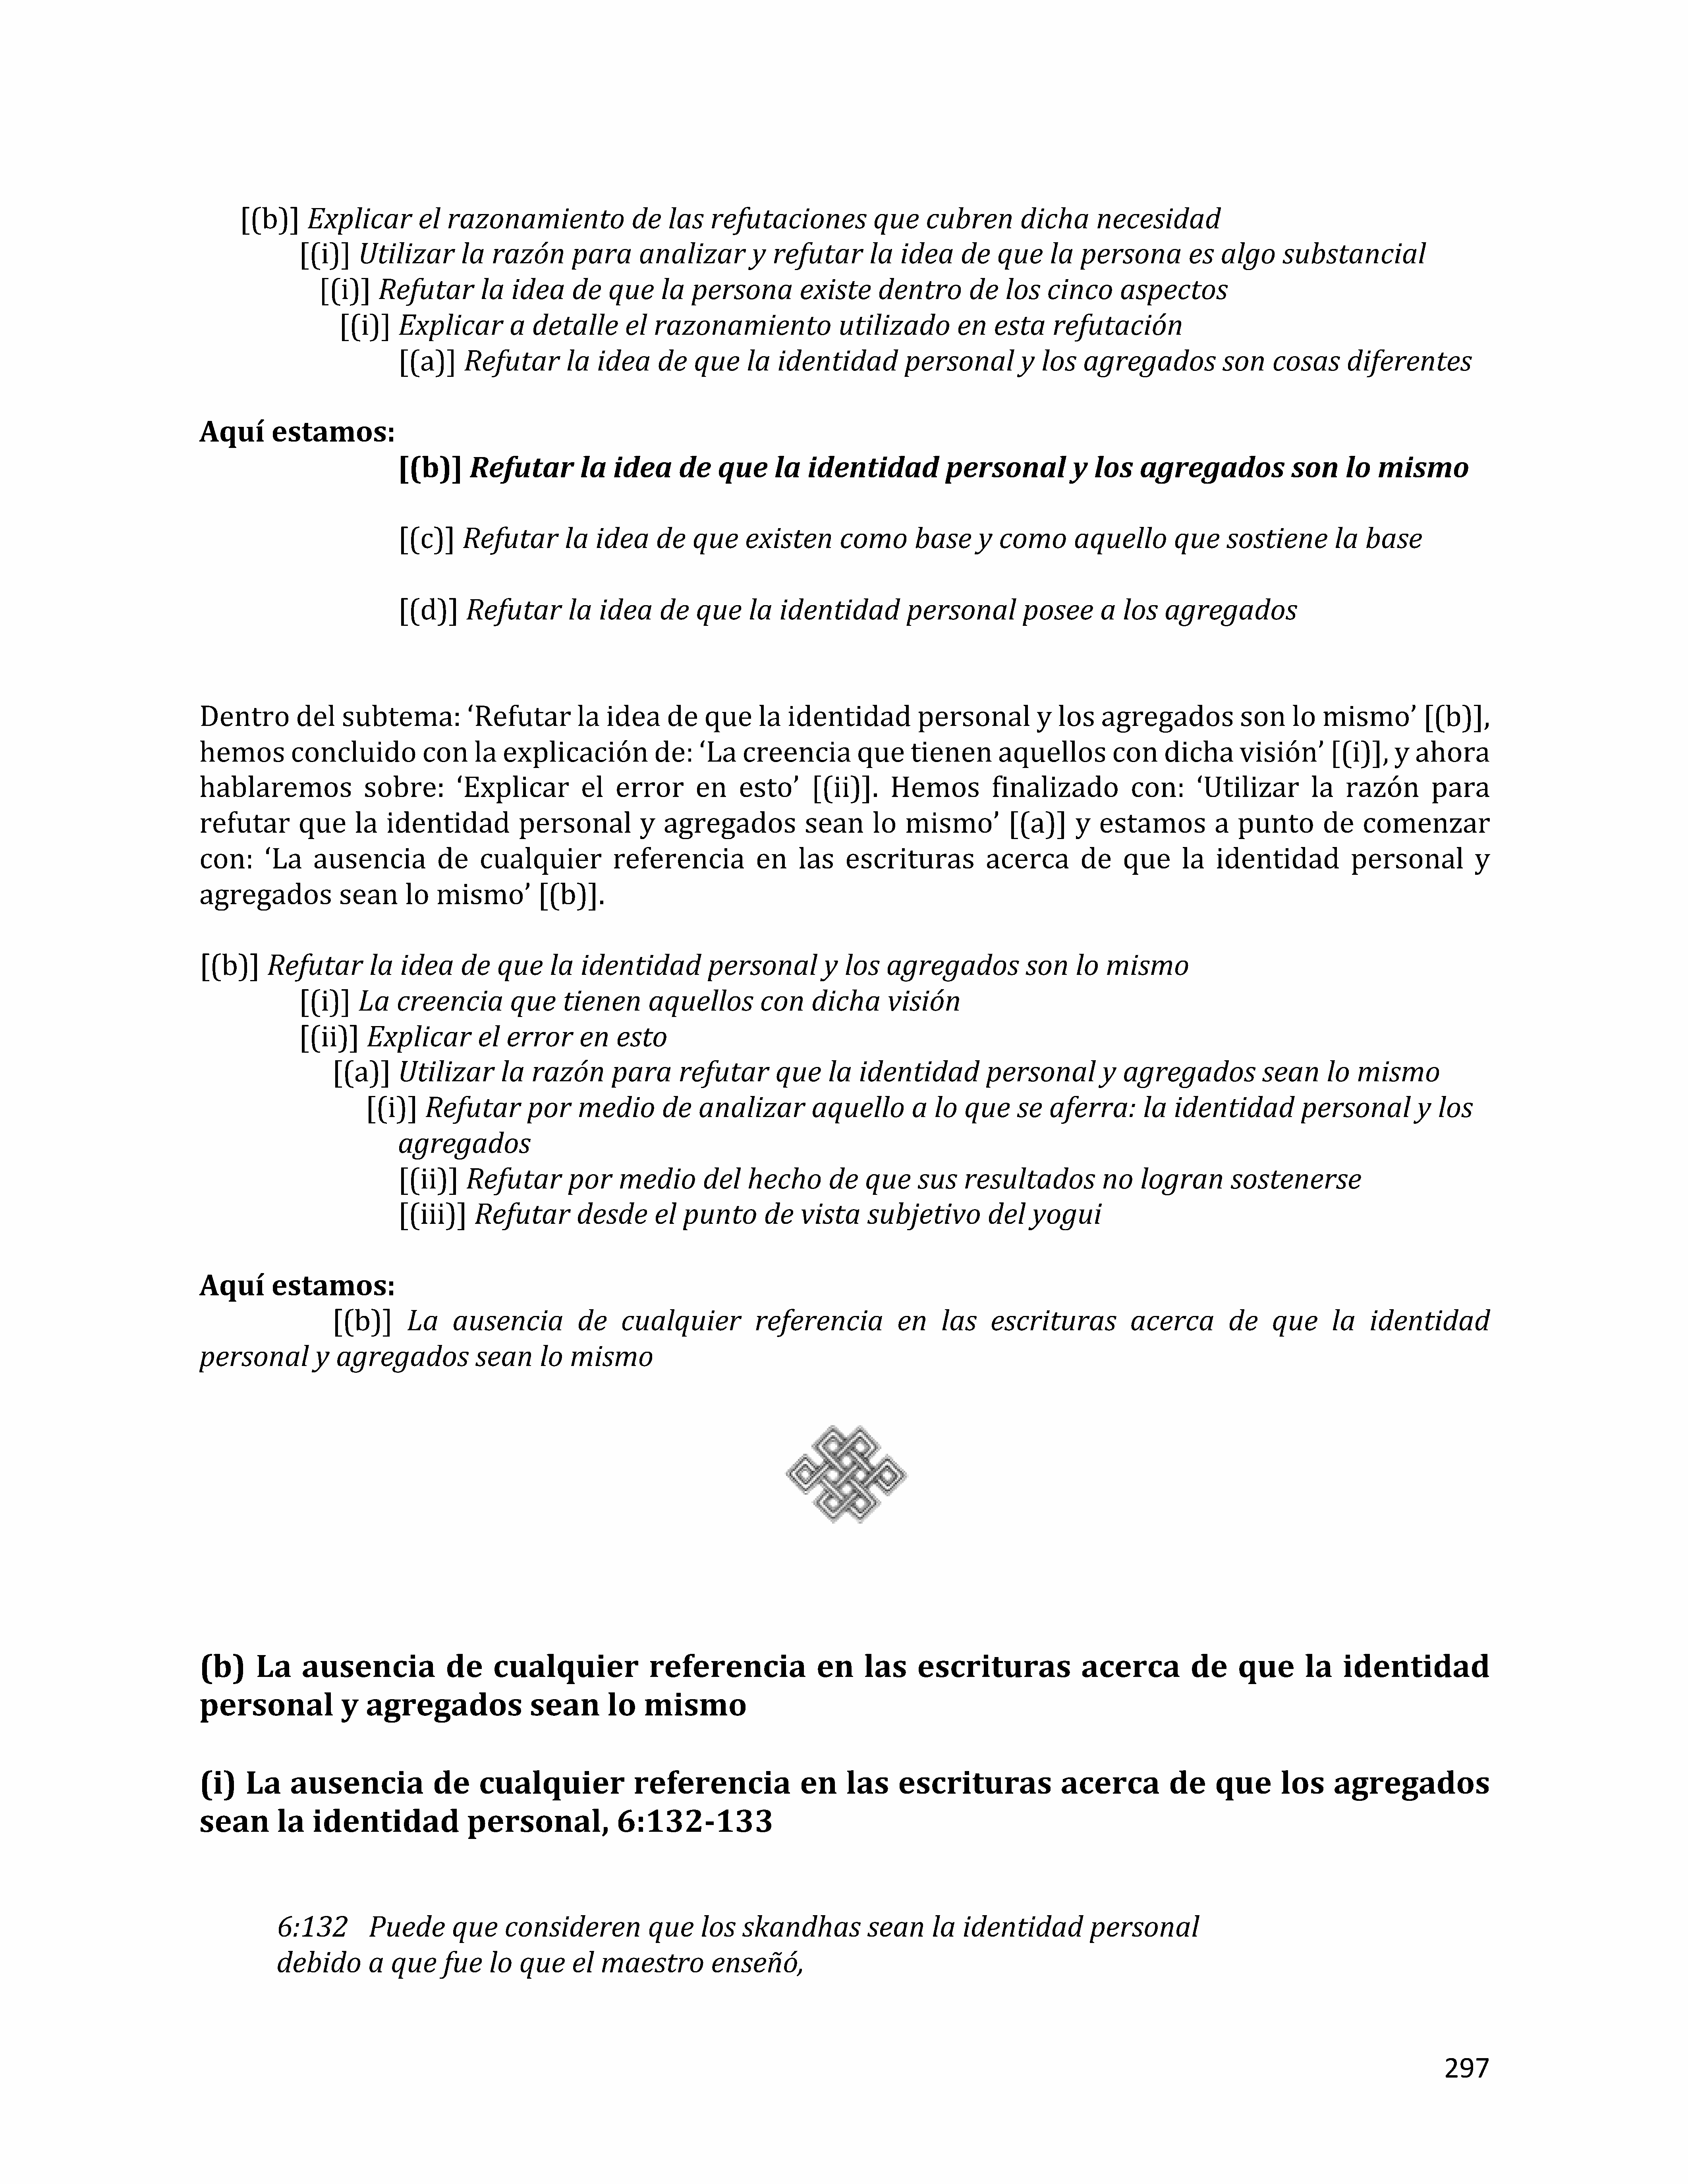 [(b)] Explicar el razonamiento de las refutaciones que cubren dicha necesidad
[(i)] Utilizar la razón para analizar y refutar la idea de que la persona es algo substancial
[(i)] Refutar la idea de que la persona existe dentro de los cinco aspectos
[(i)] Explicar a detalle el razonamiento utilizado en esta refutación
[(a)] Refutar la idea de que la identidad personal y los agregados son cosas diferentes
Aquí estamos:
[(b)] Refutar la idea de que la identidad personal y los agregados son lo mismo
[(c)] Refutar la idea de que existen como base y como aquello que sostiene la base
[(d)] Refutar la idea de que la identidad personal posee a los agregados
Dentro del subtema: ‘Refutar la idea de que la identidad personal y los agregados son lo mismo’ [(b)],
hemos concluido con la explicación de: ‘La creencia que tienen aquellos con dicha visión’ [(i)], y ahora
hablaremos sobre: ‘Explicar el error en esto’ [(ii)]. Hemos finalizado con: ‘Utilizar la razón para
refutar que la identidad personal y agregados sean lo mismo’ [(a)] y estamos a punto de comenzar
con: ‘La ausencia de cualquier referencia en las escrituras acerca de que la identidad personal y
agregados sean lo mismo’ [(b)].
[(b)] Refutar la idea de que la identidad personal y los agregados son lo mismo
[(i)] La creencia que tienen aquellos con dicha visión
[(ii)] Explicar el error en esto
[(a)] Utilizar la razón para refutar que la identidad personal y agregados sean lo mismo
[(i)] Refutar por medio de analizar aquello a lo que se aferra: la identidad personal y los
agregados
[(ii)] Refutar por medio del hecho de que sus resultados no logran sostenerse
[(iii)] Refutar desde el punto de vista subjetivo del yogui
Aquí estamos:
[(b)] La ausencia de cualquier referencia en las escrituras acerca de que la identidad
personal y agregados sean lo mismo
(b) La ausencia de cualquier referencia en las escrituras acerca de que la identidad
personal y agregados sean lo mismo
(i) La ausencia de cualquier referencia en las escrituras acerca de que los agregados
sean la identidad personal, 6:132-133
6:132 Puede que consideren que los skandhas sean la identidad personal
debido a que fue lo que el maestro enseñó,
297